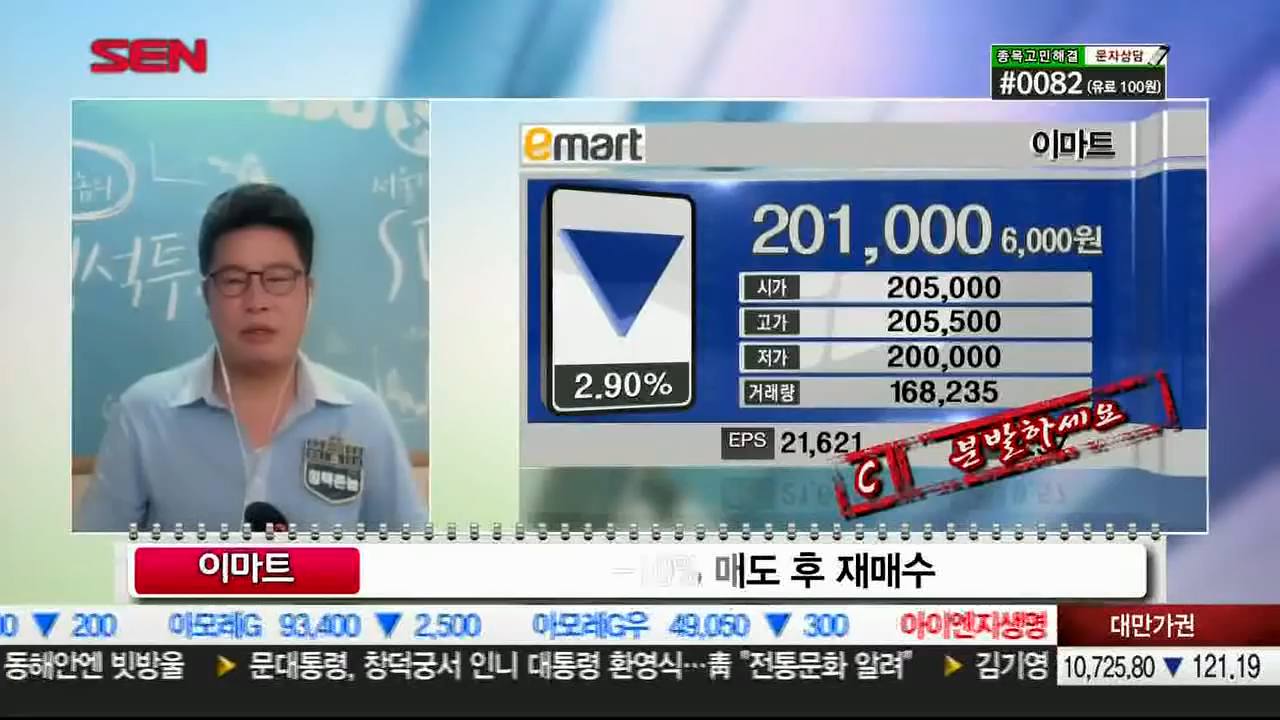 SEN
종목고민해결 문자상담
#0082 (유료 100원)
emart
이마트
201,000 6,000원
2.90%
시가 205,000
고가 205,500
저가 200,000
거래량 168,235
EPS 21,621
C 분발하세요
이마트
매도 후 재매수
▼ 200 아모레G 93,400 ▼ 2,500 아모레G우 49,050 ▼ 300 아이엔지생명
대만가권
동해안엔 빗방울 ▶ 문대통령, 창덕궁서 인니 대통령 환영식…靑 "전통문화 알려" ▶ 김기영
10,725.80 ▼ 121.19